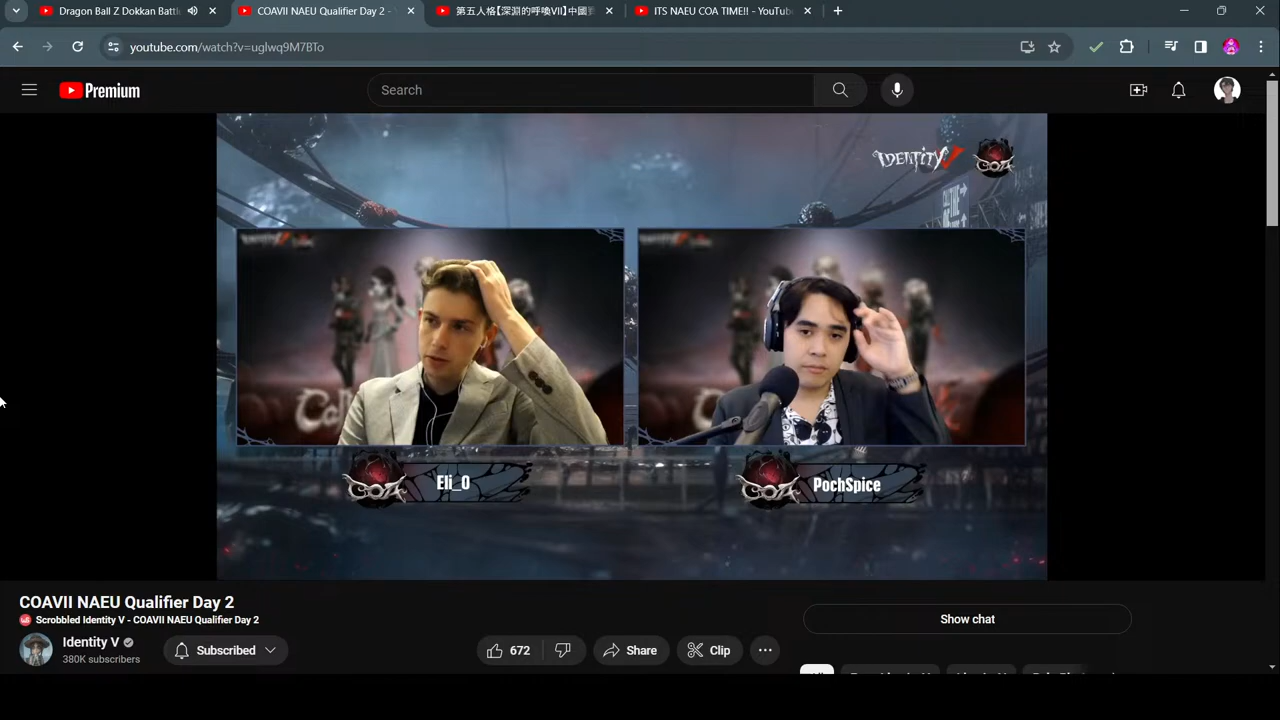 Dragon Ball Z Dokkan Battl
COAVII NAEU Qualifier Day 2 -
第五人格【深淵的呼喚VII】中國
ITS NAEU COA TIME!! - YouTub
youtube.com/watch?v=uglwq9M7BTo
Premium
Search
IDENTITY V
COA
Eli_O
COA
PochSpice
COA
COAVII NAEU Qualifier Day 2
Scrobbled Identity V - COAVII NAEU Qualifier Day 2
Identity V
380K subscribers
Subscribed
672
Share
Clip
Show chat